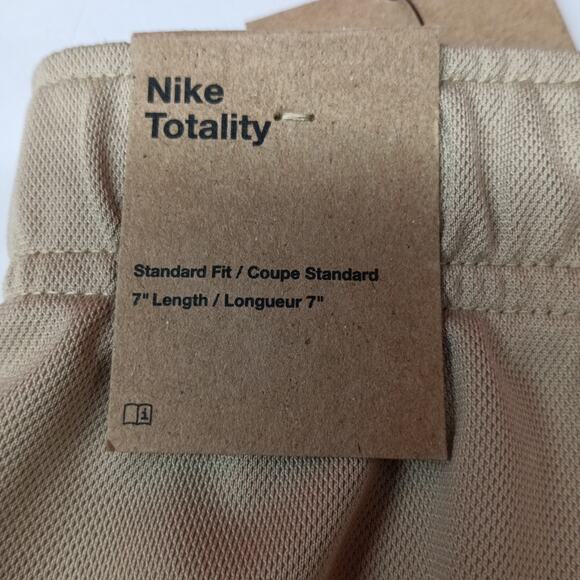 Nike
Totality
Standard Fit / Coupe Standard
7" Length / Longueur 7"
i